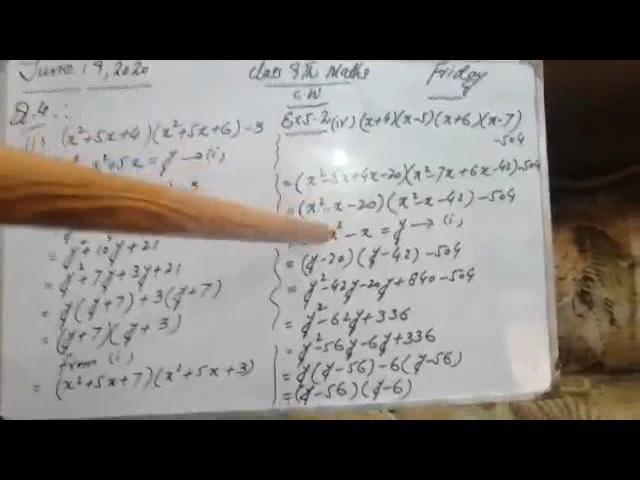 June 19, 2020 Class 9th Maths Friday
C.W
Q.4 :
(i) (x²+5x+4)(x²+5x+6)-3
x²+5x = y → (i)
3
= y²+10y+21
= y²+7y+3y+21
= y(y+7)+3(y+7)
= (y+7)(y+3)
from (i)
= (x²+5x+7)(x²+5x+3)
Ex 5.2 (iv) (x+4)(x-5)(x+6)(x-7)
-504
= (x²-5x+4x-20)(x²-7x+6x-42)-504
= (x²-x-20)(x²-x-42)-504
x²-x = y → (i)
= (y-20)(y-42)-504
= y²-42y-20y+840-504
= y²-62y+336
= y²-56y-6y+336
= y(y-56)-6(y-56)
= (y-56)(y-6)